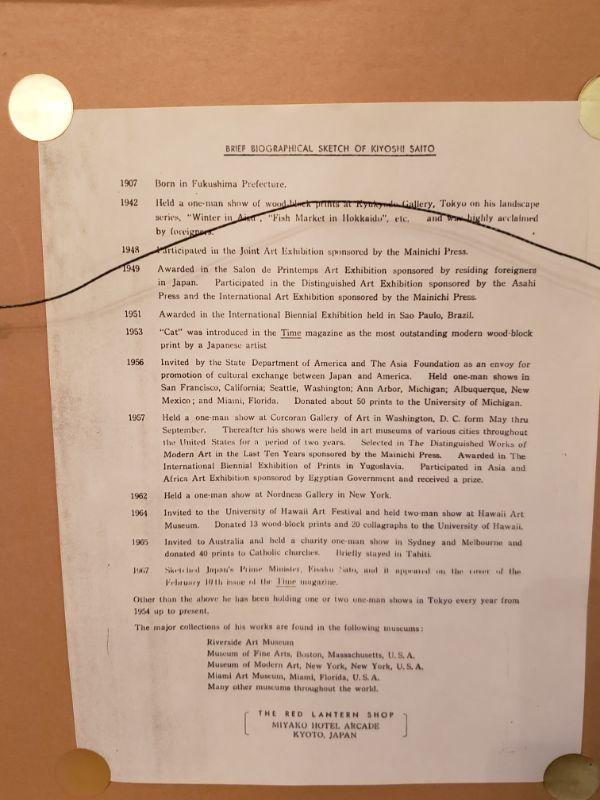 BRIEF BIOGRAPHICAL SKETCH OF KIYOSHI SAITO
1907 Born in Fukushima Prefecture.
1942 Held a one-man show of wood-block prints at Kyukyodo Gallery, Tokyo on his landscape
series, "Winter in Aizu", "Fish Market in Hokkaido", etc. and was highly acclaimed
by foreigners.
1948 Participated in the Joint Art Exhibition sponsored by the Mainichi Press.
1949 Awarded in the Salon de Printemps Art Exhibition sponsored by residing foreigners
in Japan. Participated in the Distinguished Art Exhibition sponsored by the Asahi
Press and the International Art Exhibition sponsored by the Mainichi Press.
1951 Awarded in the International Biennial Exhibition held in Sao Paulo, Brazil.
1953 "Cat" was introduced in the Time magazine as the most outstanding modern wood-block
print by a Japanese artist
1956 Invited by the State Department of America and The Asia Foundation as an envoy for
promotion of cultural exchange between Japan and America. Held one-man shows in
San Francisco, California; Seattle, Washington; Ann Arbor, Michigan; Albuquerque, New
Mexico; and Miami, Florida. Donated about 50 prints to the University of Michigan.
1957 Held a one-man show at Corcoran Gallery of Art in Washington, D. C. form May thru
September. Thereafter his shows were held in art museums of various cities throughout
the United States for a period of two years. Selected in The Distinguished Works of
Modern Art in the Last Ten Years sponsored by the Mainichi Press. Awarded in The
International Biennial Exhibition of Prints in Yugoslavia. Participated in Asia and
Africa Art Exhibition sponsored by Egyptian Government and received a prize.
1962 Held a one-man show at Nordness Gallery in New York.
1964 Invited to the University of Hawaii Art Festival and held two-man show at Hawaii Art
Museum. Donated 13 wood-block prints and 20 collagraphs to the University of Hawaii.
1965 Invited to Australia and held a charity one-man show in Sydney and Melbourne and
donated 40 prints to Catholic churches. Briefly stayed in Tahiti.
1967 Sketched Japan's Prime Minister, Eisaku Sato, and it appeared on the cover of the
February 10th issue of the Time magazine.
Other than the above he has been holding one or two one-man shows in Tokyo every year from
1954 up to present.
The major collections of his works are found in the following museums:
Riverside Art Museum
Museum of Fine Arts, Boston, Massachusetts, U. S. A.
Museum of Modern Art, New York, New York, U. S. A.
Miami Art Museum, Miami, Florida, U. S. A.
Many other museums throughout the world.
THE RED LANTERN SHOP
MIYAKO HOTEL ARCADE
KYOTO, JAPAN